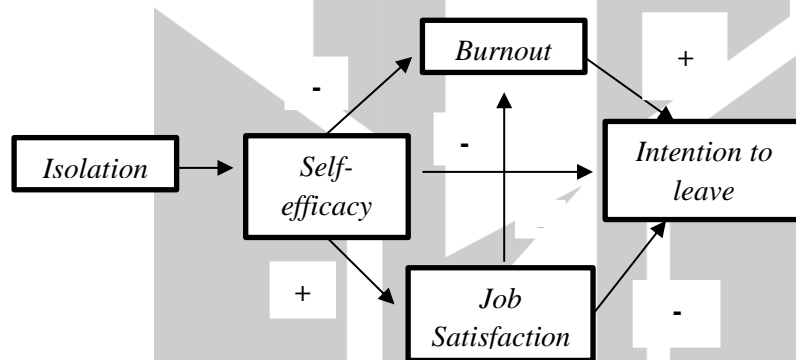 Burnout
+
-
-
Isolation
Self-
efficacy
Intention to
leave
-
+
Job
Satisfaction
-